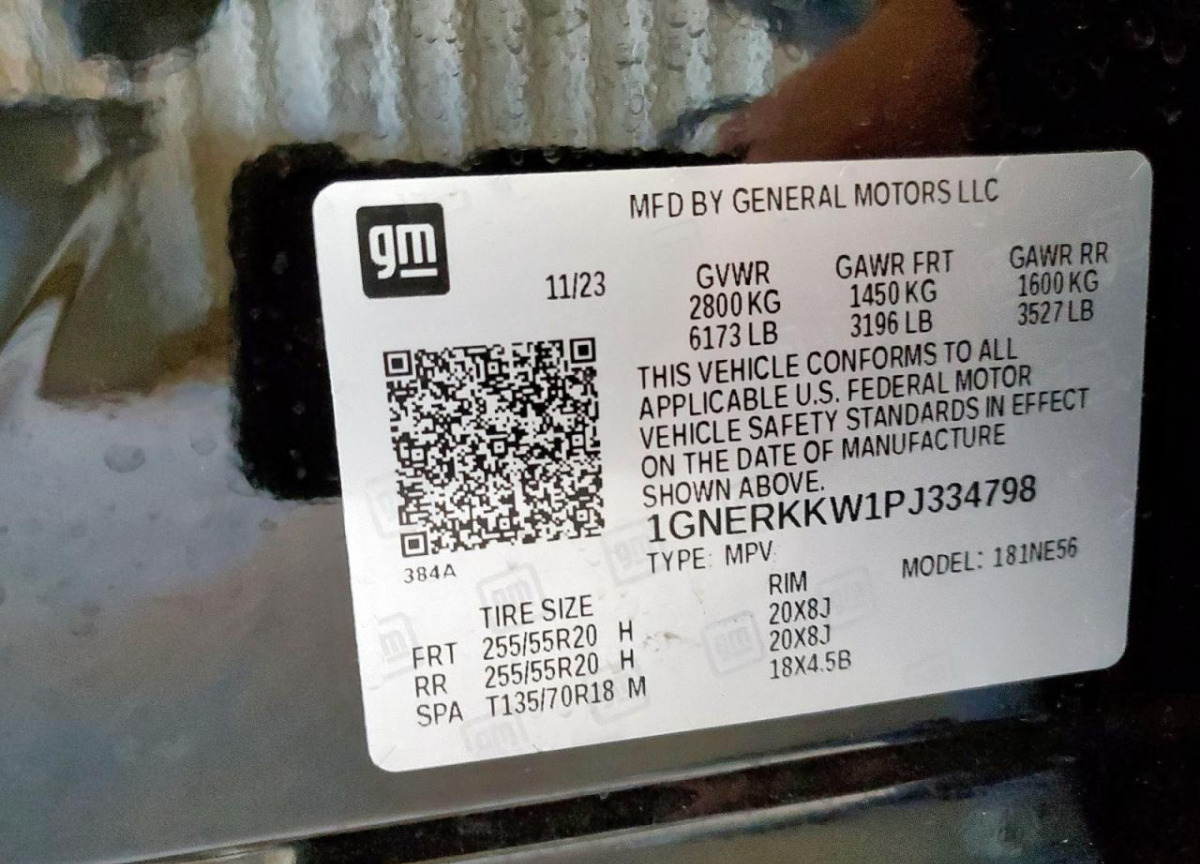 gm
MFD BY GENERAL MOTORS LLC
11/23
GVWR GAWR FRT GAWR RR
2800 KG 1450 KG 1600 KG
6173 LB 3196 LB 3527 LB
THIS VEHICLE CONFORMS TO ALL
APPLICABLE U.S. FEDERAL MOTOR
VEHICLE SAFETY STANDARDS IN EFFECT
ON THE DATE OF MANUFACTURE
SHOWN ABOVE.
1GNERKKW1PJ334798
384A
TYPE: MPV MODEL: 181NE56
TIRE SIZE RIM
FRT 255/55R20 H 20X8J
RR 255/55R20 H 20X8J
SPA T135/70R18 M 18X4.5B